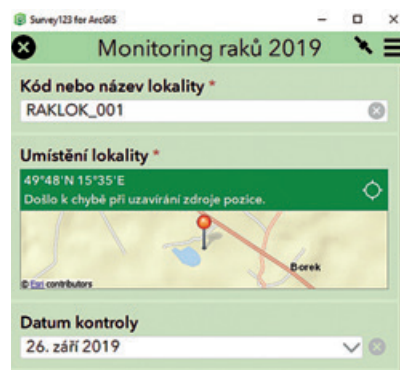 Survey123 for ArcGIS
Monitoring raků 2019
Kód nebo název lokality *
RAKLOK_001
Umístění lokality *
49°48'N 15°35'E
Došlo k chybě při uzavírání zdroje pozice.
Borek
© Esri contributors
Datum kontroly
26. září 2019